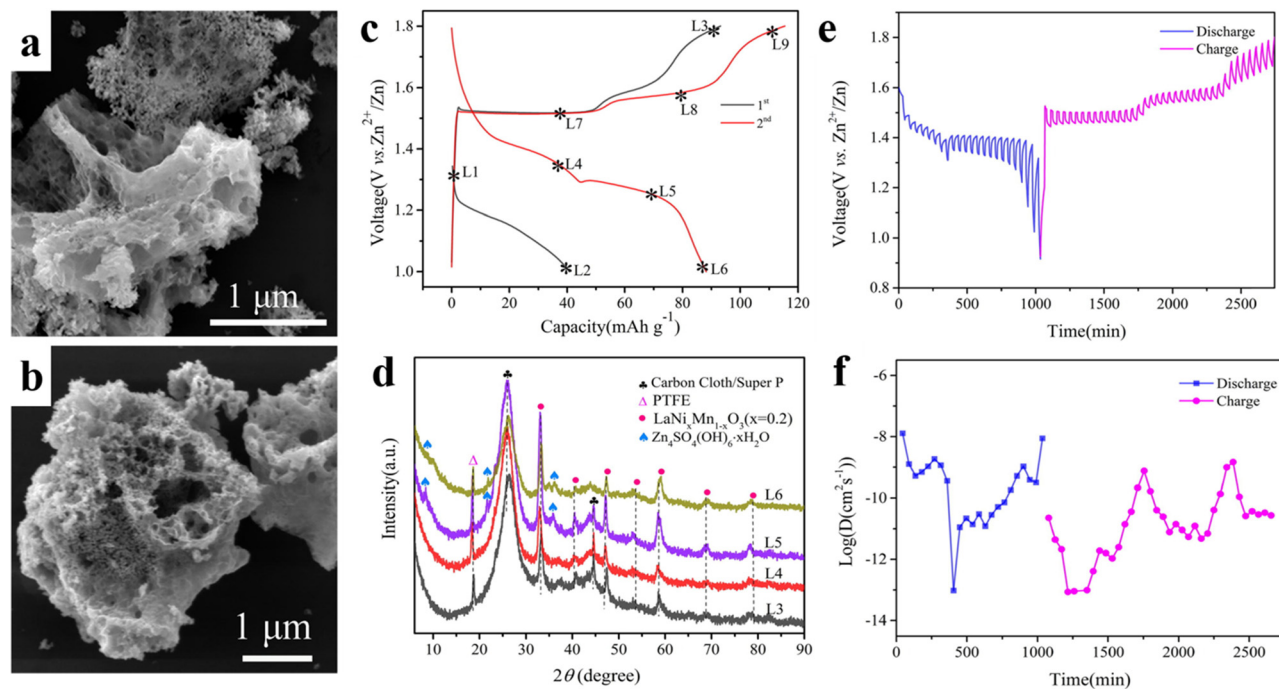 a
1 μm
b
1 μm
c
Voltage(V vs.Zn²⁺/Zn)
1.8
1.6
1.4
1.2
1.0
0
20
40
60
80
100
120
Capacity(mAh g⁻¹)
L1
L2
L3
L4
L5
L6
L7
L8
L9
1st
2nd
d
Intensity(a.u.)
♣ Carbon Cloth/Super P
Δ PTFE
● LaNiₓMn₁₋ₓO₃(x=0.2)
♠ Zn₄SO₄(OH)₆·xH₂O
Δ
L6
L5
L4
L3
10
20
30
40
50
60
70
80
90
2θ (degree)
e
Voltage(V vs. Zn²⁺/Zn)
1.8
1.6
1.4
1.2
1.0
0.8
Discharge
Charge
0
500
1000
1500
2000
2500
Time(min)
f
Log(D(cm²s⁻¹))
-6
-8
-10
-12
-14
Discharge
Charge
0
500
1000
1500
2000
2500
Time(min)